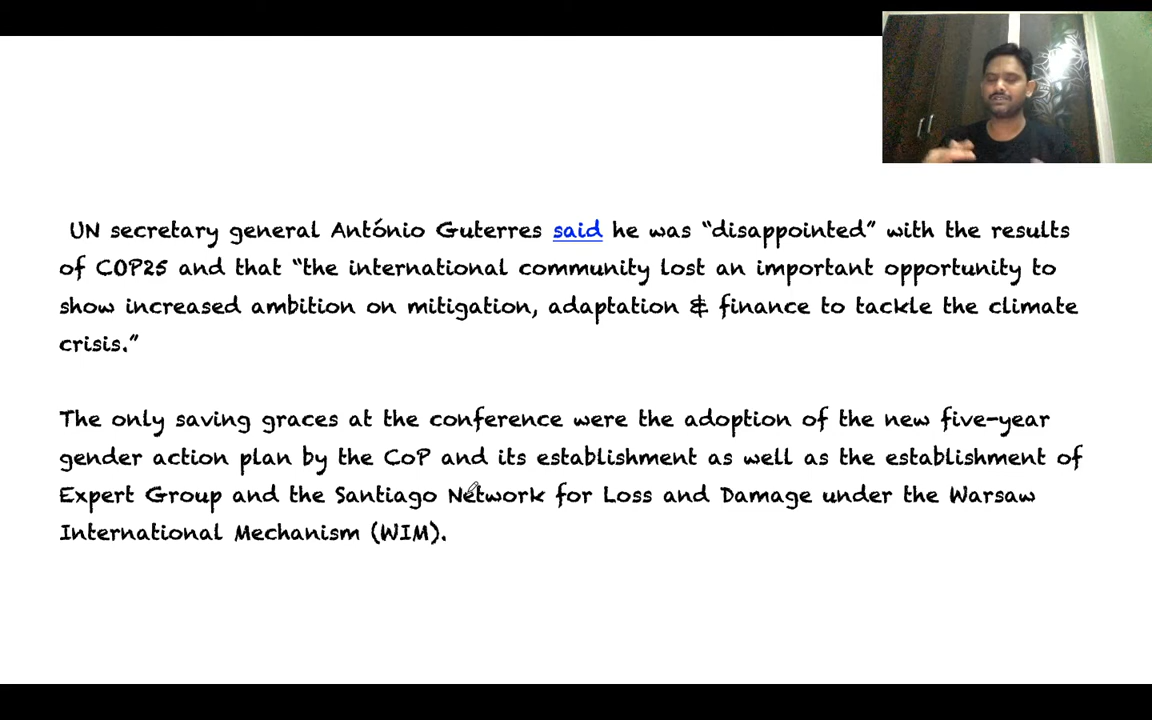 UN secretary general António Guterres said he was “disappointed” with the results
of COP25 and that “the international community lost an important opportunity to
show increased ambition on mitigation, adaptation & finance to tackle the climate
crisis.”
The only saving graces at the conference were the adoption of the new five-year
gender action plan by the CoP and its establishment as well as the establishment of
Expert Group and the Santiago Network for Loss and Damage under the Warsaw
International Mechanism (WIM).